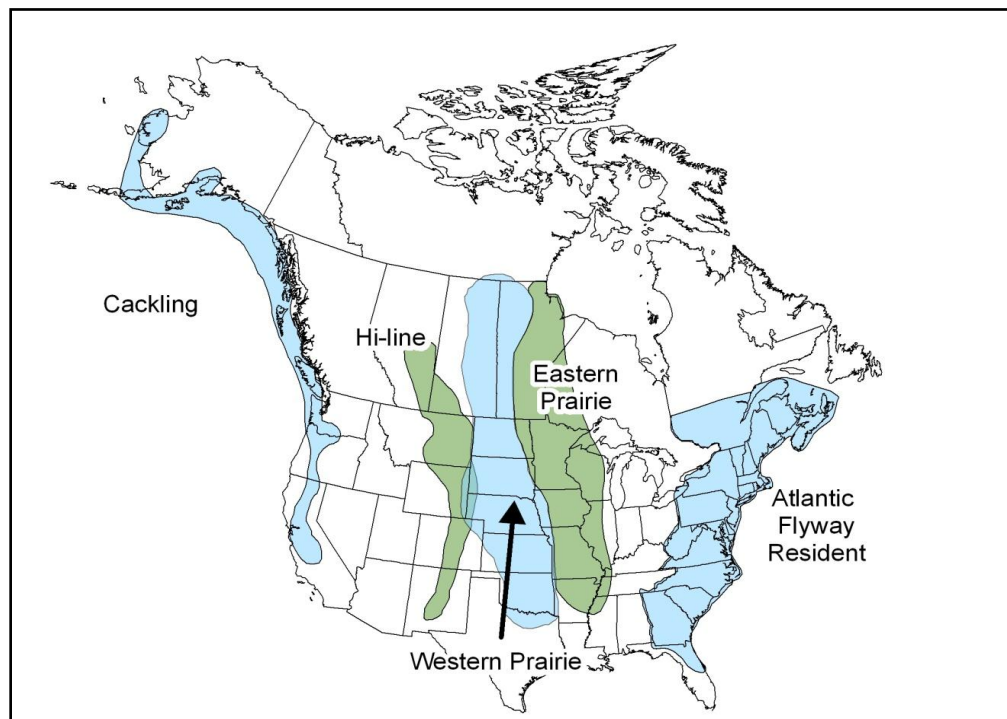 Cackling
Hi-line
Eastern
Prairie
Atlantic
Flyway
Resident
Western Prairie